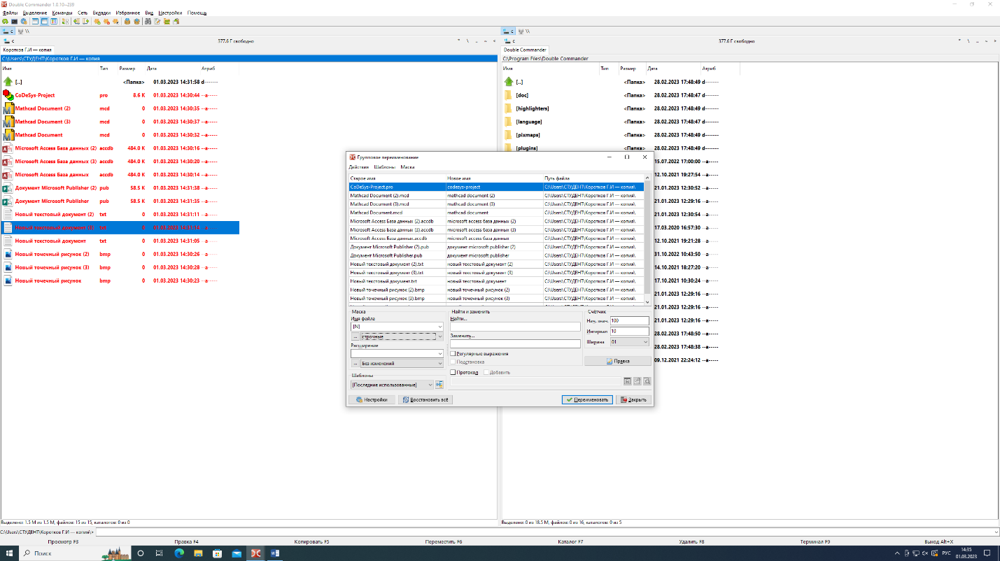 Double Commander 1.0.10~239
Файлы Выделение Команды Сеть Вкладки Избранное Вид Настройки Помощь
c \\
c \\
c 377.6 Г свободно * \ .. ~ <
c 377.6 Г свободно * \ .. ~ >
Коротков Г.И — копия
Double Commander
C:\Users\СТУДЕНТ\Коротков Г.И — копия
C:\Program Files\Double Commander
Имя Тип Размер Дата Атриб
[..] <Папка> 01.03.2023 14:31:58 d-------
CoDeSys-Project pro 8.6 K 01.03.2023 14:30:44 --a-----
Mathcad Document (2) mcd 0 01.03.2023 14:30:35 --a-----
Mathcad Document (3) mcd 0 01.03.2023 14:30:37 --a-----
Mathcad Document mcd 0 01.03.2023 14:30:32 --a-----
Microsoft Access База данных (2) accdb 484.0 K 01.03.2023 14:30:16 --a-----
Microsoft Access База данных (3) accdb 484.0 K 01.03.2023 14:30:20 --a-----
Microsoft Access База данных accdb 484.0 K 01.03.2023 14:30:14 --a-----
Документ Microsoft Publisher (2) pub 58.5 K 01.03.2023 14:31:38 --a-----
Документ Microsoft Publisher pub 58.5 K 01.03.2023 14:31:35 --a-----
Новый текстовый документ (2) txt 0 01.03.2023 14:31:11 --a-----
Новый текстовый документ (3) txt 0 01.03.2023 14:31:14 --a-----
Новый текстовый документ txt 0 01.03.2023 14:31:05 --a-----
Новый точечный рисунок (2) bmp 0 01.03.2023 14:30:26 --a-----
Новый точечный рисунок (3) bmp 0 01.03.2023 14:30:28 --a-----
Новый точечный рисунок bmp 0 01.03.2023 14:30:23 --a-----
Имя Тип Размер Дата Атриб
[..] <Папка> 28.02.2023 17:48:49 d-------
[doc] <Папка> 28.02.2023 17:48:47 d-------
[highlighters] <Папка> 28.02.2023 17:48:49 d-------
[language] <Папка> 28.02.2023 17:48:47 d-------
[pixmaps] <Папка> 28.02.2023 17:48:49 d-------
[plugins] <Папка> 28.02.2023 17:48:49 d-------
15.07.2022 17:00:00 --a-----
12.10.2021 19:27:54 --a-----
21.01.2023 12:30:52 --a-----
21.01.2023 12:29:16 --a-----
21.01.2023 12:30:54 --a-----
17.03.2020 16:57:30 --a-----
12.10.2021 19:21:28 --a-----
31.10.2022 10:43:50 --a-----
14.10.2021 18:27:20 --a-----
17.10.2021 10:30:24 --a-----
21.01.2023 12:29:16 --a-----
21.01.2023 12:29:16 --a-----
21.01.2023 12:29:16 --a-----
28.02.2023 17:48:50 --a-----
28.02.2023 17:48:38 --a-----
09.12.2021 22:24:12 --a-----
Групповое переименование
Действия Шаблоны Маска
Старое имя Новое имя Путь файла
CoDeSys-Project.pro codesys-project C:\Users\СТУДЕНТ\Коротков Г.И — копия\
Mathcad Document (2).mcd mathcad document (2) C:\Users\СТУДЕНТ\Коротков Г.И — копия\
Mathcad Document (3).mcd mathcad document (3) C:\Users\СТУДЕНТ\Коротков Г.И — копия\
Mathcad Document.mcd mathcad document C:\Users\СТУДЕНТ\Коротков Г.И — копия\
Microsoft Access База данных (2).accdb microsoft access база данных (2) C:\Users\СТУДЕНТ\Коротков Г.И — копия\
Microsoft Access База данных (3).accdb microsoft access база данных (3) C:\Users\СТУДЕНТ\Коротков Г.И — копия\
Microsoft Access База данных.accdb microsoft access база данных C:\Users\СТУДЕНТ\Коротков Г.И — копия\
Документ Microsoft Publisher (2).pub документ microsoft publisher (2) C:\Users\СТУДЕНТ\Коротков Г.И — копия\
Документ Microsoft Publisher.pub документ microsoft publisher C:\Users\СТУДЕНТ\Коротков Г.И — копия\
Новый текстовый документ (2).txt новый текстовый документ (2) C:\Users\СТУДЕНТ\Коротков Г.И — копия\
Новый текстовый документ (3).txt новый текстовый документ (3) C:\Users\СТУДЕНТ\Коротков Г.И — копия\
Новый текстовый документ.txt новый текстовый документ C:\Users\СТУДЕНТ\Коротков Г.И — копия\
Новый точечный рисунок (2).bmp новый точечный рисунок (2) C:\Users\СТУДЕНТ\Коротков Г.И — копия\
Новый точечный рисунок (3).bmp новый точечный рисунок (3) C:\Users\СТУДЕНТ\Коротков Г.И — копия\
Маска
Имя файла
[N]
... строчные
Расширение
... Без изменений
Шаблоны
[Последние использованные]
Найти и заменить
Найти...
Заменить...
Регулярные выражения
Подстановка
Протокол Добавить
Счётчик
Нач. знач. 100
Интервал 10
Ширина 01
Правка
Настройки Восстановить всё Переименовать Закрыть
Выделено: 1.5 M из 1.5 M, файлов: 15 из 15, каталогов: 0 из 0
Выделено: 0 из 18.5 M, файлов: 0 из 16, каталогов: 0 из 5
C:\Users\СТУДЕНТ\Коротков Г.И — копия\>
Просмотр F3 Правка F4 Копировать F5 Переместить F6 Каталог F7 Удалить F8 Терминал F9 Выход Alt+X
Поиск
РУС
14:35
01.03.2023